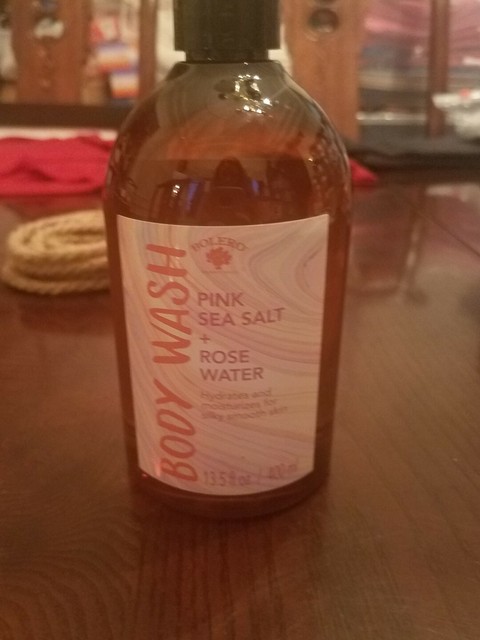 BOLERO
BODY WASH
PINK
SEA SALT
+
ROSE
WATER
Hydrates and
moisturizes for
silky smooth skin
13.5 fl oz / 400 ml